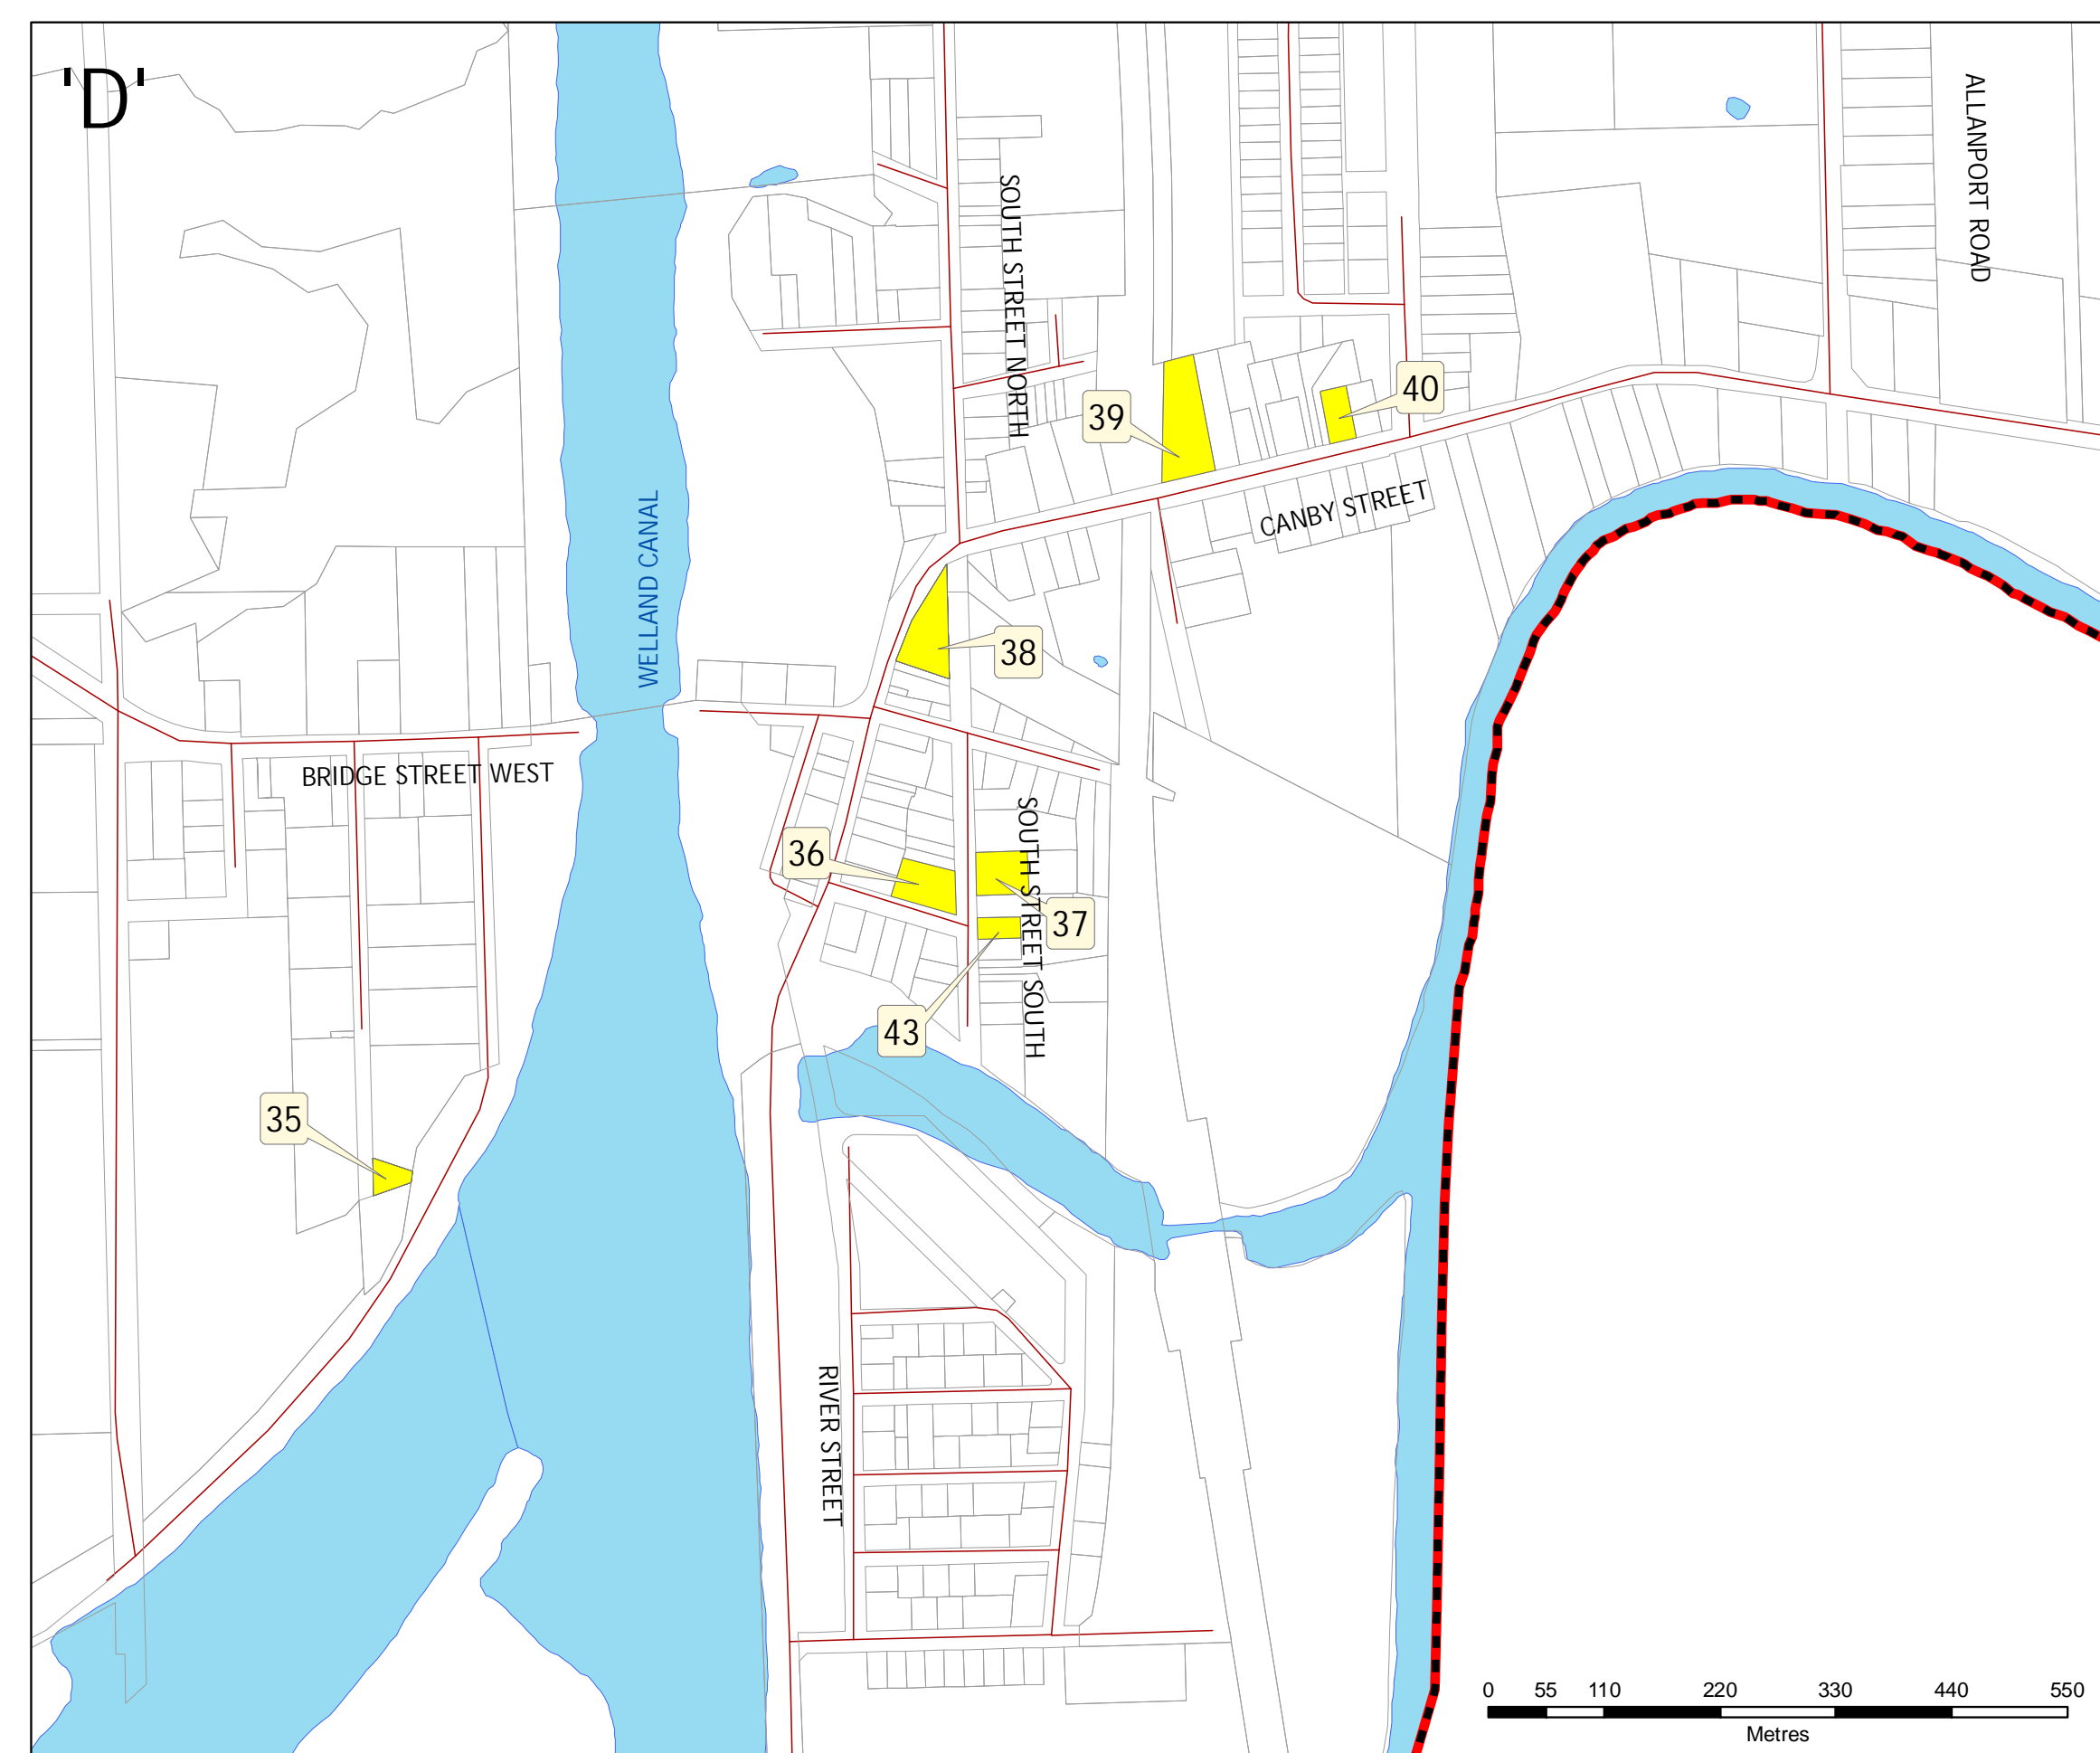 'D'
ALLANPORT ROAD
SOUTH STREET NORTH
40
39
CANBY STREET
WELLAND CANAL
38
BRIDGE STREET WEST
36
SOUTH STREET SOUTH
37
43
35
RIVER STREET
0 55 110 220 330 440 550
Metres